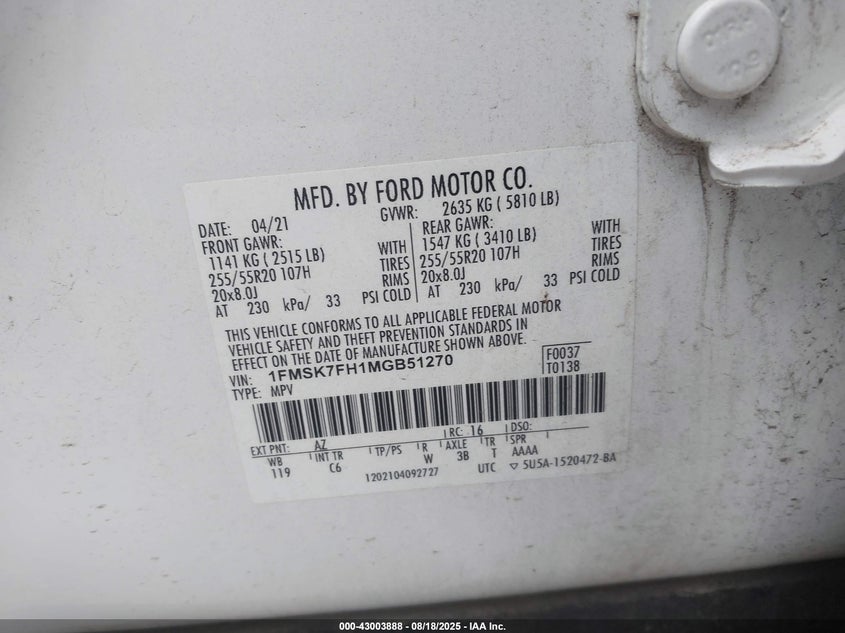 01RH
10.9
MFD. BY FORD MOTOR CO.
DATE: 04/21 GVWR: 2635 KG ( 5810 LB)
FRONT GAWR: REAR GAWR:
1141 KG ( 2515 LB) WITH 1547 KG ( 3410 LB) WITH
255/55R20 107H TIRES 255/55R20 107H TIRES
20x8.0J RIMS 20x8.0J RIMS
AT 230 kPa/ 33 PSI COLD AT 230 kPa/ 33 PSI COLD
THIS VEHICLE CONFORMS TO ALL APPLICABLE FEDERAL MOTOR
VEHICLE SAFETY AND THEFT PREVENTION STANDARDS IN
EFFECT ON THE DATE OF MANUFACTURE SHOWN ABOVE.
VIN: 1FMSK7FH1MGB51270 F0037
TYPE: MPV T0138
EXT PNT: AZ RC: 16 DSO:
WB INT TR TP/PS R AXLE TR SPR
119 C6 W 3B T AAAA
1202104092727 UTC ▽ 5U5A-1520472-BA
000-43003888 - 08/18/2025 - IAA Inc.